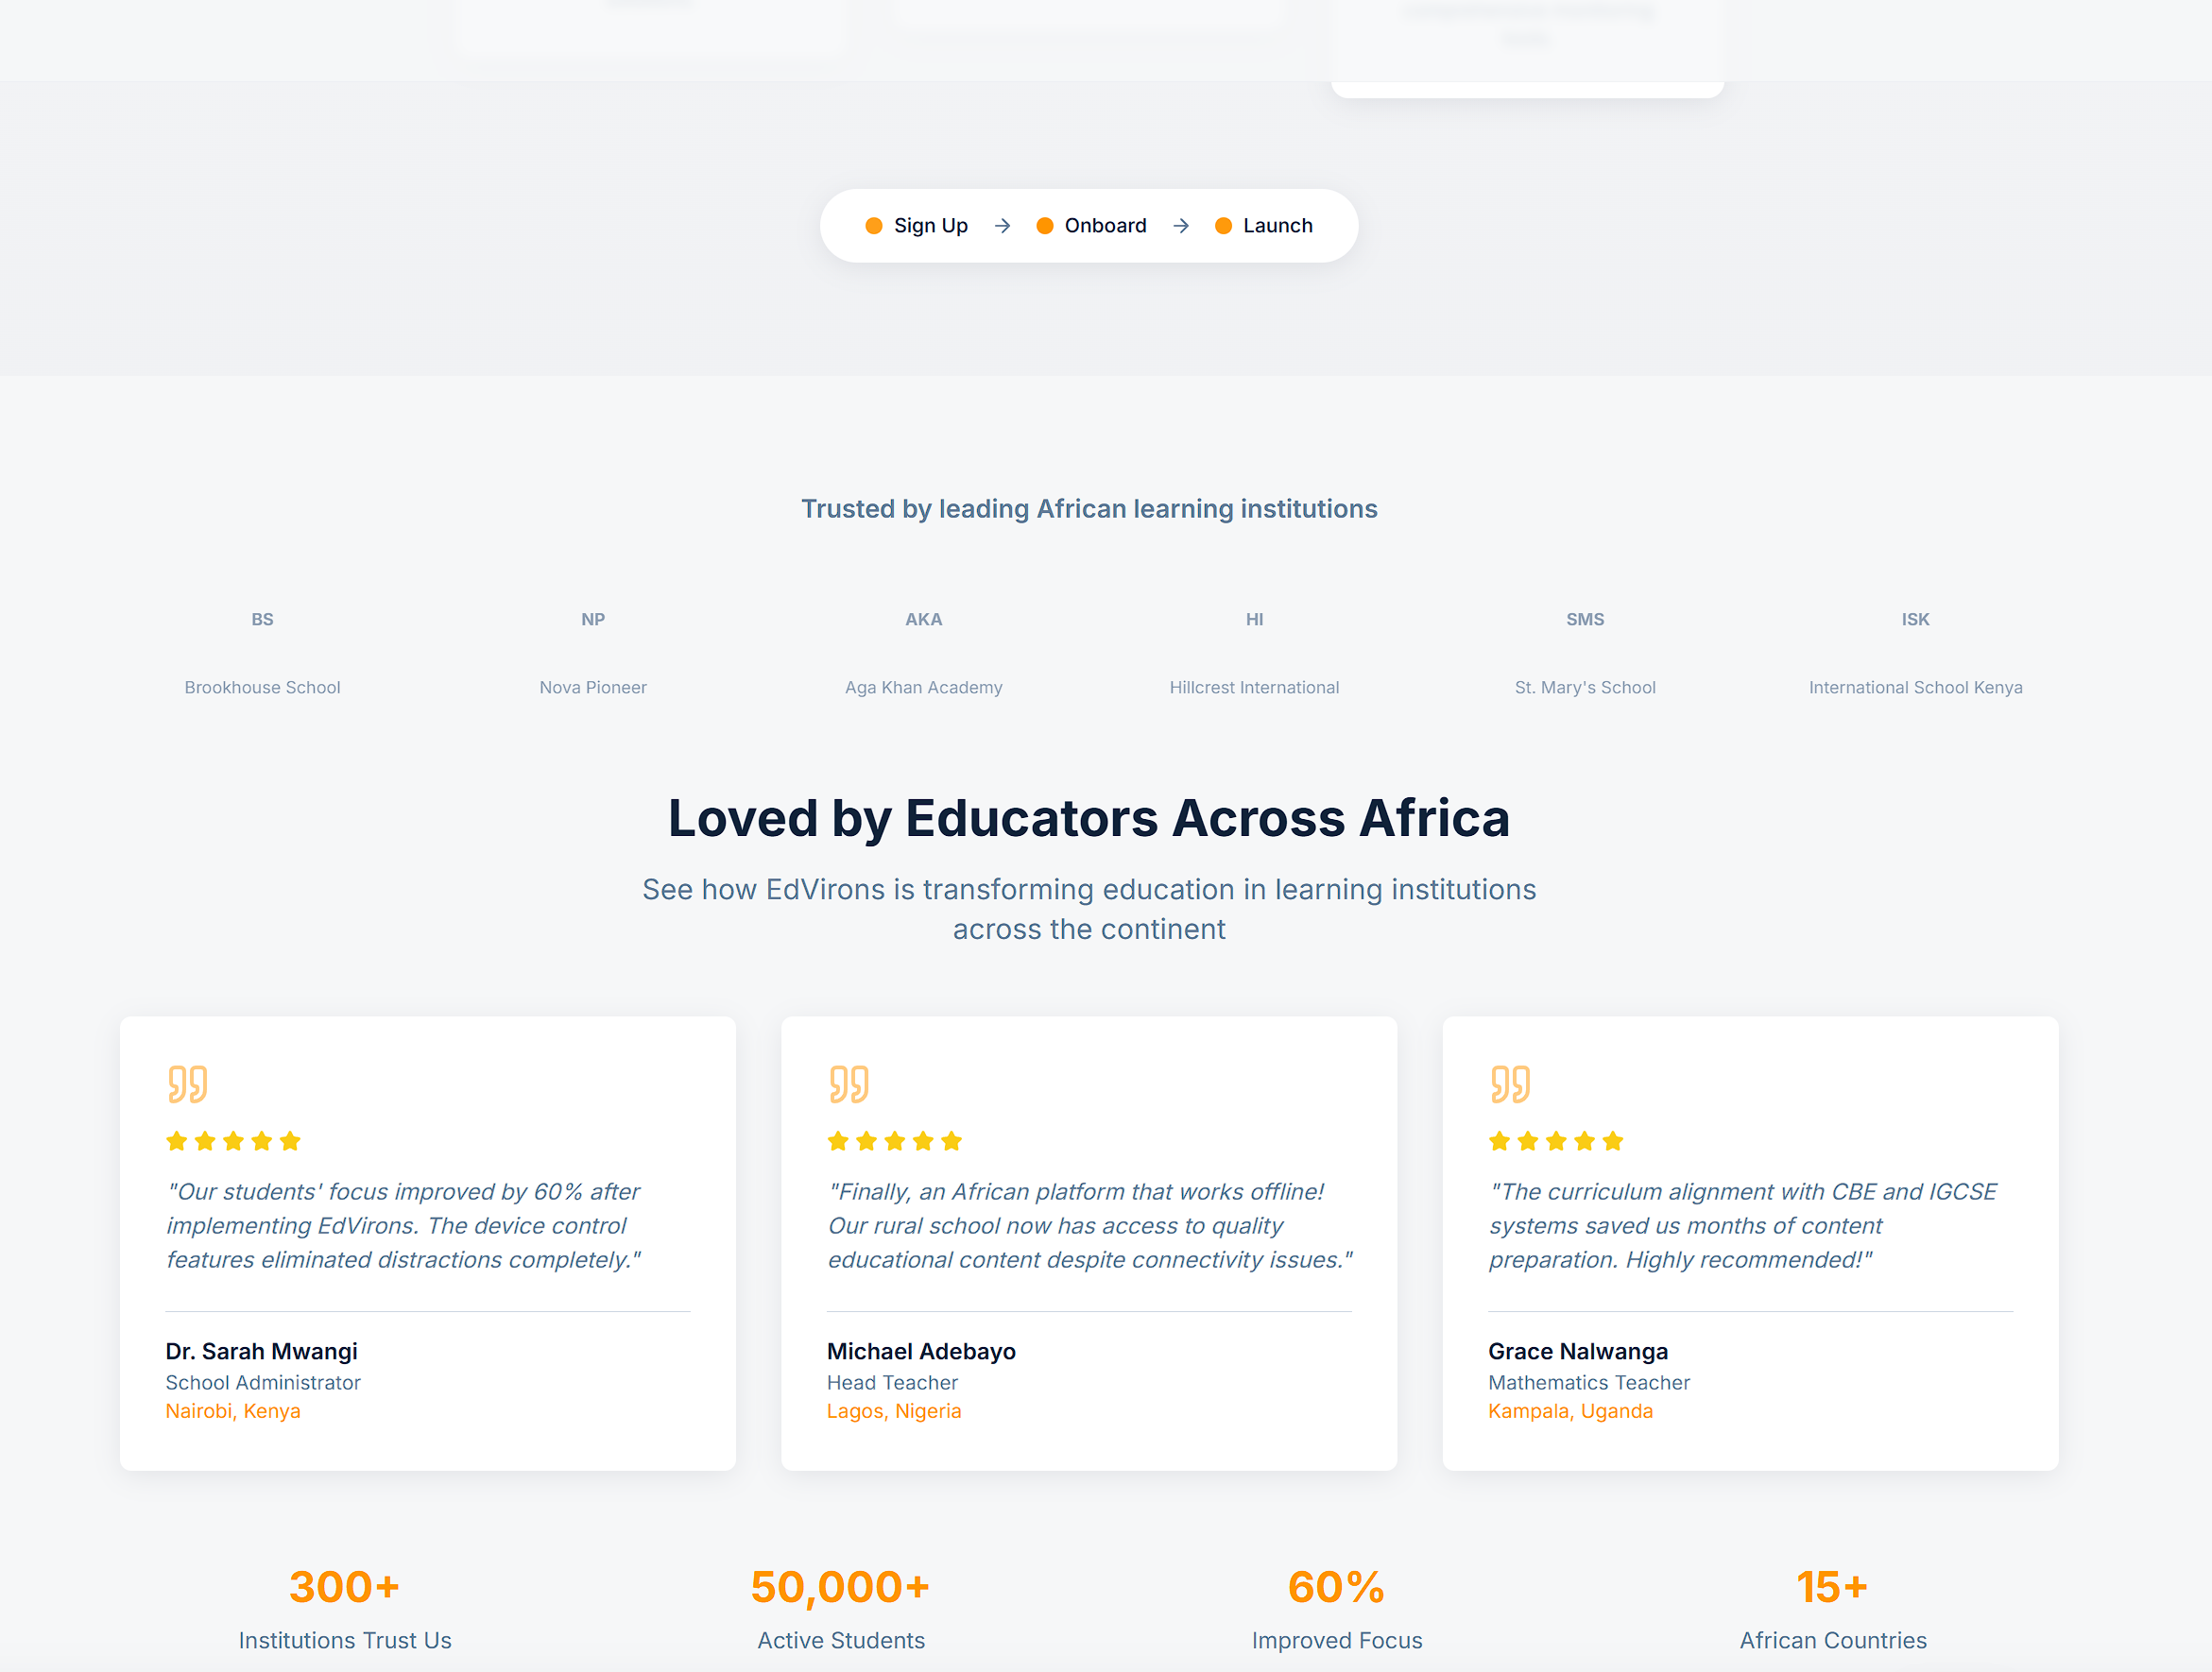 Sign Up → Onboard → Launch
Trusted by leading African learning institutions
BS NP AKA HI SMS ISK
Brookhouse School Nova Pioneer Aga Khan Academy Hillcrest International St. Mary's School International School Kenya
Loved by Educators Across Africa
See how EdVirons is transforming education in learning institutions
across the continent
"Our students' focus improved by 60% after
implementing EdVirons. The device control
features eliminated distractions completely."
Dr. Sarah Mwangi
School Administrator
Nairobi, Kenya
"Finally, an African platform that works offline!
Our rural school now has access to quality
educational content despite connectivity issues."
Michael Adebayo
Head Teacher
Lagos, Nigeria
"The curriculum alignment with CBE and IGCSE
systems saved us months of content
preparation. Highly recommended!"
Grace Nalwanga
Mathematics Teacher
Kampala, Uganda
300+
Institutions Trust Us
50,000+
Active Students
60%
Improved Focus
15+
African Countries